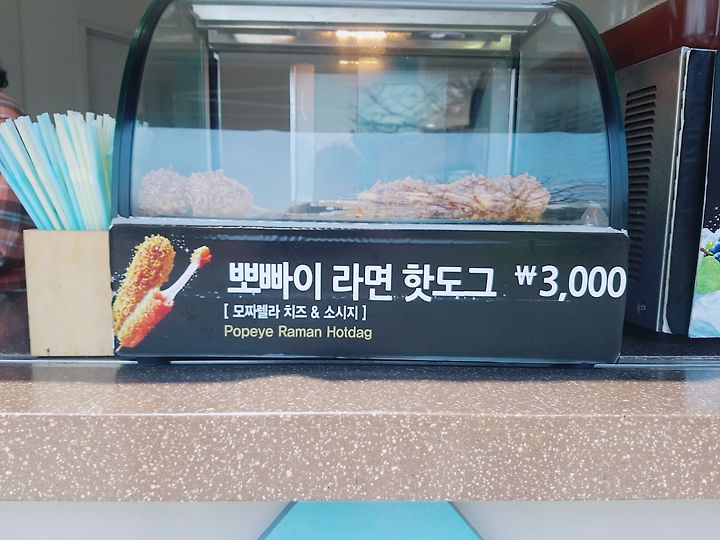 뽀빠이 라면 핫도그 ₩3,000
[ 모짜렐라 치즈 & 소시지 ]
Popeye Raman Hotdag